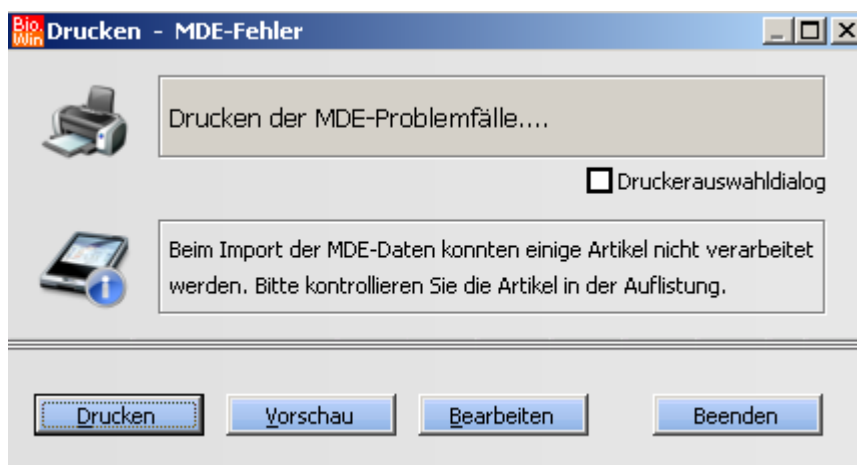 Bio
Win
Drucken - MDE-Fehler
Drucken der MDE-Problemfälle....
Druckerauswahldialog
Beim Import der MDE-Daten konnten einige Artikel nicht verarbeitet
werden. Bitte kontrollieren Sie die Artikel in der Auflistung.
Drucken
Vorschau
Bearbeiten
Beenden